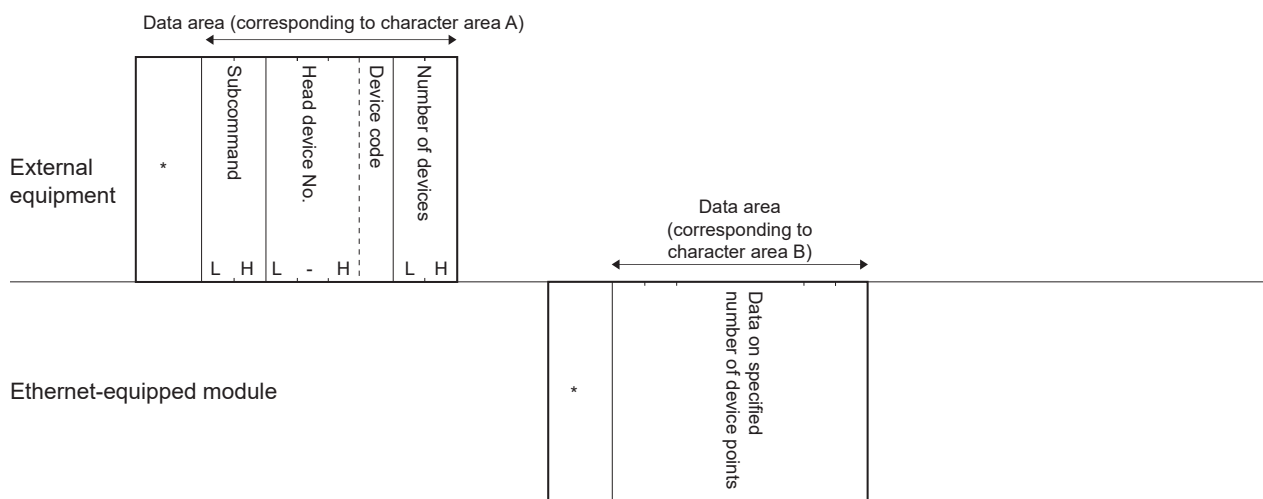 Data area (corresponding to character area A)
External
equipment
*
Subcommand
Head device No.
Device code
Number of devices
L H L - H L H
Data area
(corresponding to
character area B)
Ethernet-equipped module
*
Data on specified
number of device points